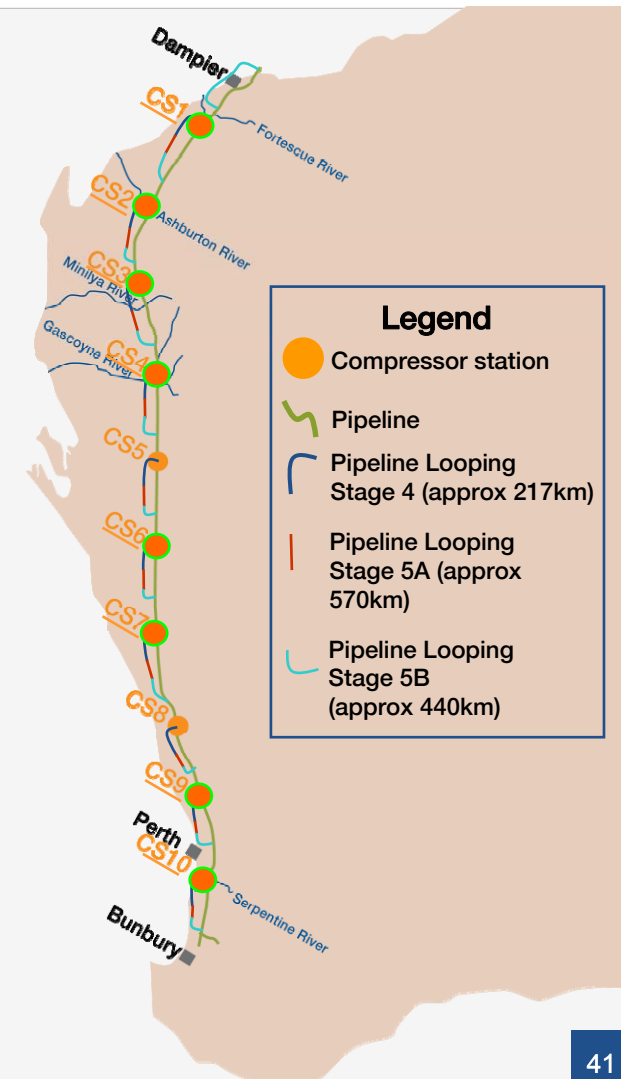 Dampier
CS1
Fortescue River
CS2
Ashburton River
CS3
Minilya River
Gascoyne River
CS4
CS5
CS6
CS7
CS8
CS9
Perth
CS10
Serpentine River
Bunbury
Legend
Compressor station
Pipeline
Pipeline Looping
Stage 4 (approx 217km)
Pipeline Looping
Stage 5A (approx
570km)
Pipeline Looping
Stage 5B
(approx 440km)
41